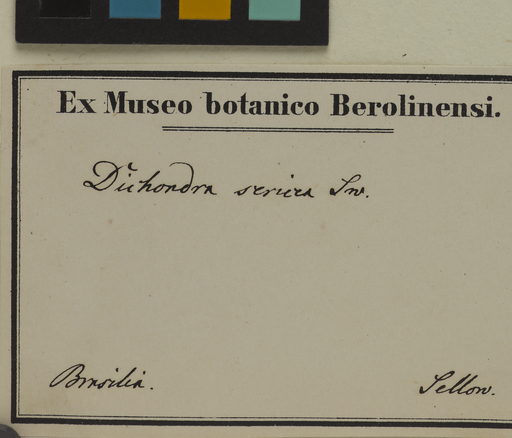 Ex Museo botanico Berolinensi.
Dichondra sericea Sw.
Brasilia.
Sellow.